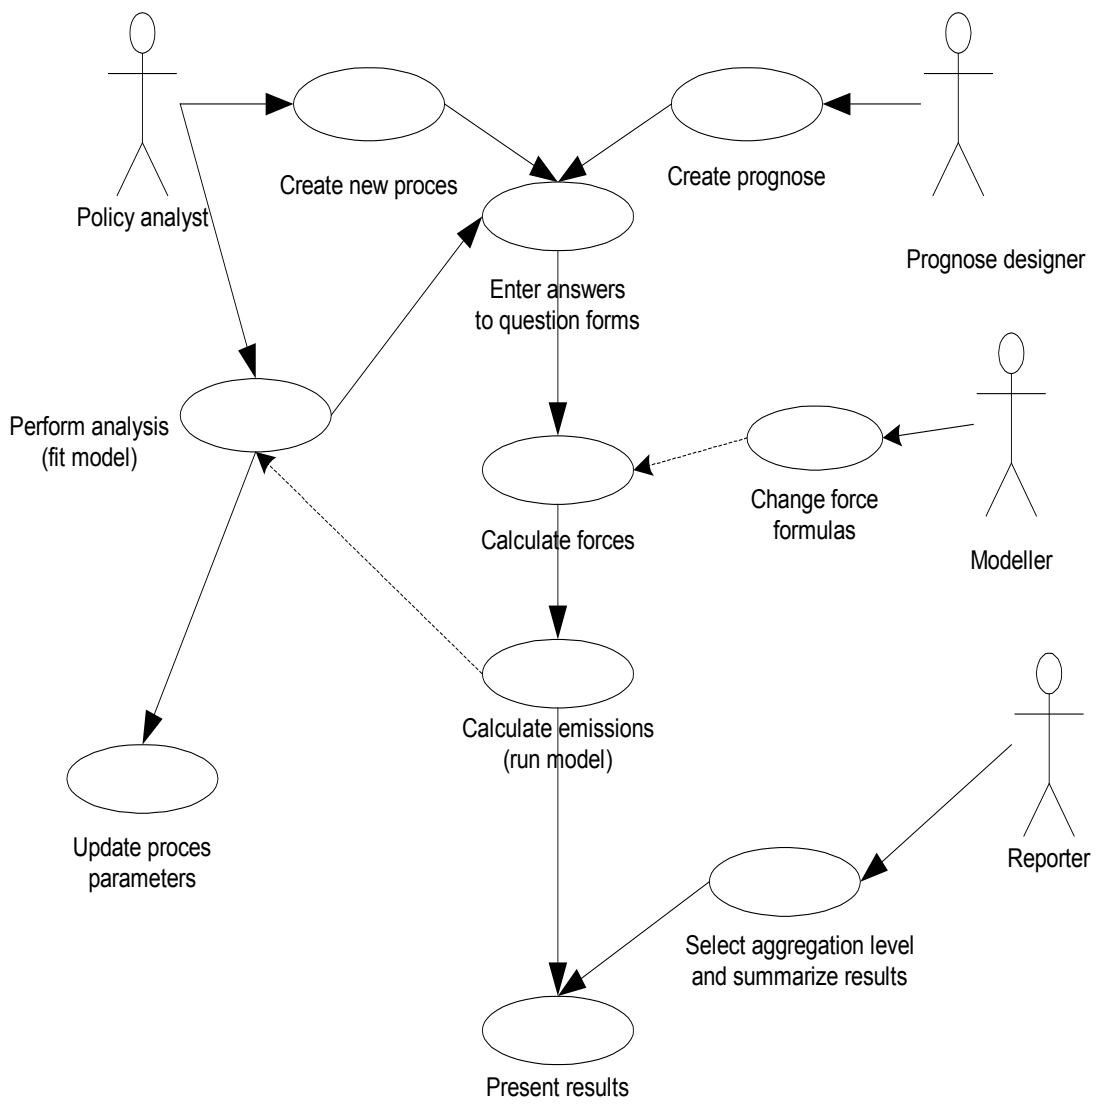 Create new proces
Create prognose
Policy analyst
Prognose designer
Enter answers
to question forms
Perform analysis
(fit model)
Change force
formulas
Calculate forces
Modeller
Calculate emissions
(run model)
Update proces
parameters
Reporter
Select aggregation level
and summarize results
Present results